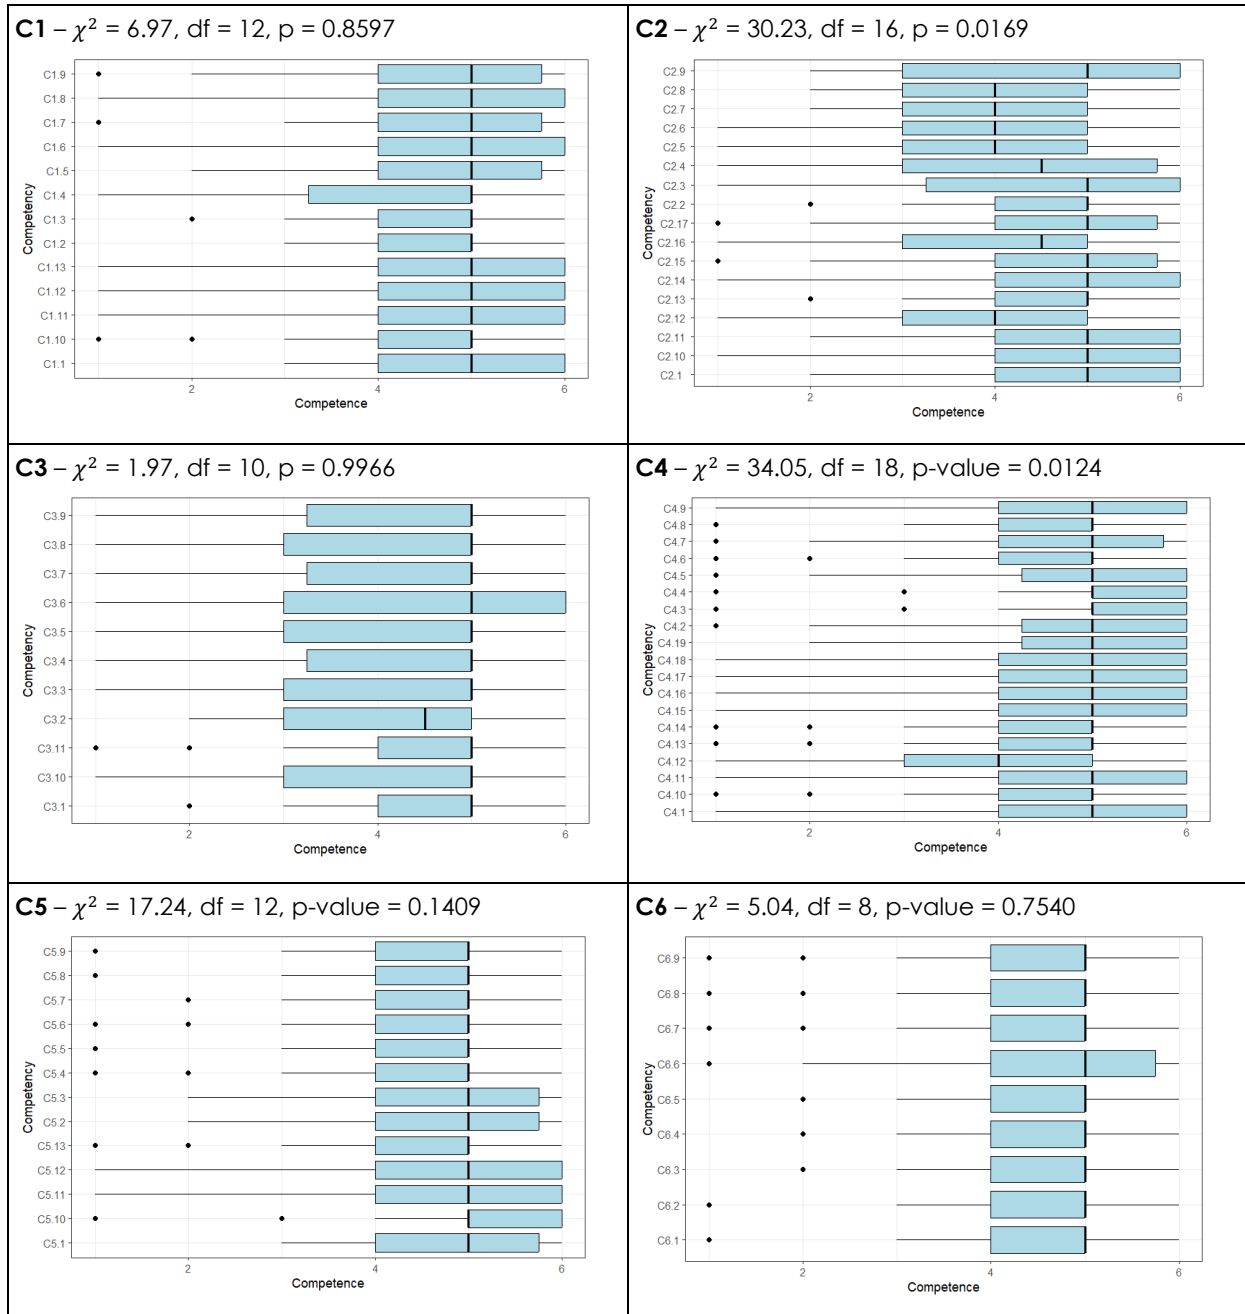 C1 – χ² = 6.97, df = 12, p = 0.8597
C1.9
C1.8
C1.7
C1.6
C1.5
C1.4
C1.3
C1.2
C1.13
C1.12
C1.11
C1.10
C1.1
Competency
2 4 6
Competence
C2 – χ² = 30.23, df = 16, p = 0.0169
C2.9
C2.8
C2.7
C2.6
C2.5
C2.4
C2.3
C2.2
C2.17
C2.16
C2.15
C2.14
C2.13
C2.12
C2.11
C2.10
C2.1
Competency
2 4 6
Competence
C3 – χ² = 1.97, df = 10, p = 0.9966
C3.9
C3.8
C3.7
C3.6
C3.5
C3.4
C3.3
C3.2
C3.11
C3.10
C3.1
Competency
2 4 6
Competence
C4 – χ² = 34.05, df = 18, p-value = 0.0124
C4.9
C4.8
C4.7
C4.6
C4.5
C4.4
C4.3
C4.2
C4.19
C4.18
C4.17
C4.16
C4.15
C4.14
C4.13
C4.12
C4.11
C4.10
C4.1
Competency
2 4 6
Competence
C5 – χ² = 17.24, df = 12, p-value = 0.1409
C5.9
C5.8
C5.7
C5.6
C5.5
C5.4
C5.3
C5.2
C5.13
C5.12
C5.11
C5.10
C5.1
Competency
2 4 6
Competence
C6 – χ² = 5.04, df = 8, p-value = 0.7540
C6.9
C6.8
C6.7
C6.6
C6.5
C6.4
C6.3
C6.2
C6.1
Competency
2 4 6
Competence